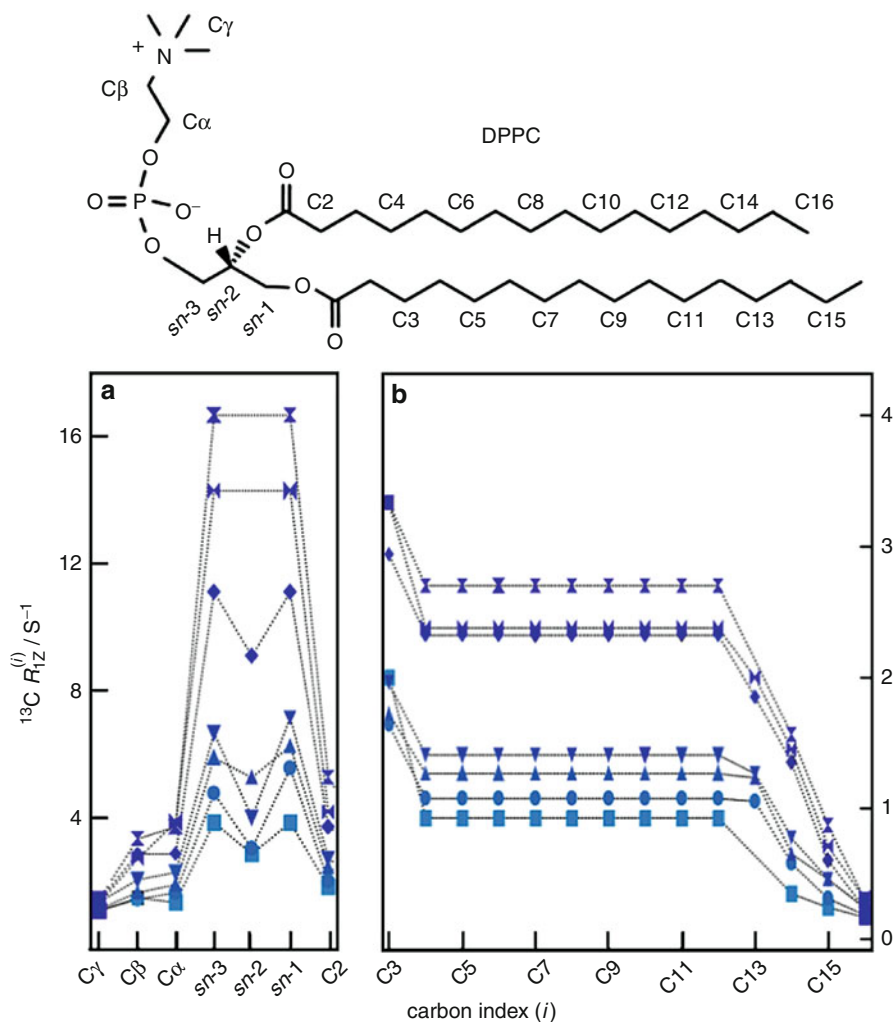 Cγ
+
N
Cβ
Cα
DPPC
O
O
O
P
O⁻
C2 C4 C6 C8 C10 C12 C14 C16
H
O
O
sn-3
sn-2
sn-1
O
C3 C5 C7 C9 C11 C13 C15
O
a
b
16
12
8
4
4
3
2
1
0
¹³C R₁Z⁽ⁱ⁾ / S⁻¹
Cγ Cβ Cα sn-3 sn-2 sn-1 C2
C3 C5 C7 C9 C11 C13 C15
carbon index (i)